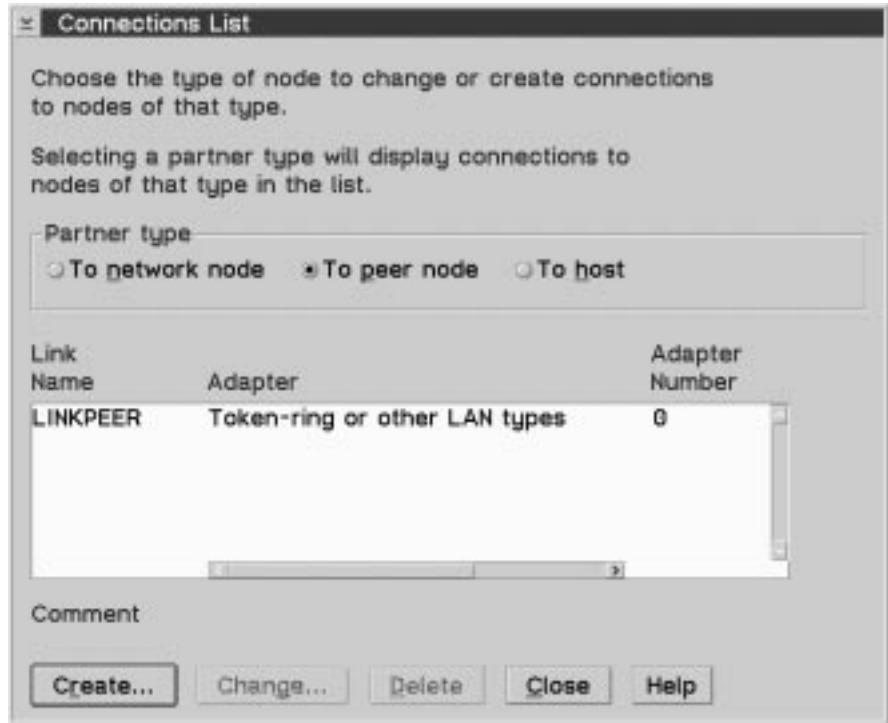 Connections List
Choose the type of node to change or create connections
to nodes of that type.
Selecting a partner type will display connections to
nodes of that type in the list.
Partner type
To network node To peer node To host
Link Adapter
Name Adapter Number
LINKPEER Token-ring or other LAN types 0
Comment
Create... Change... Delete Close Help